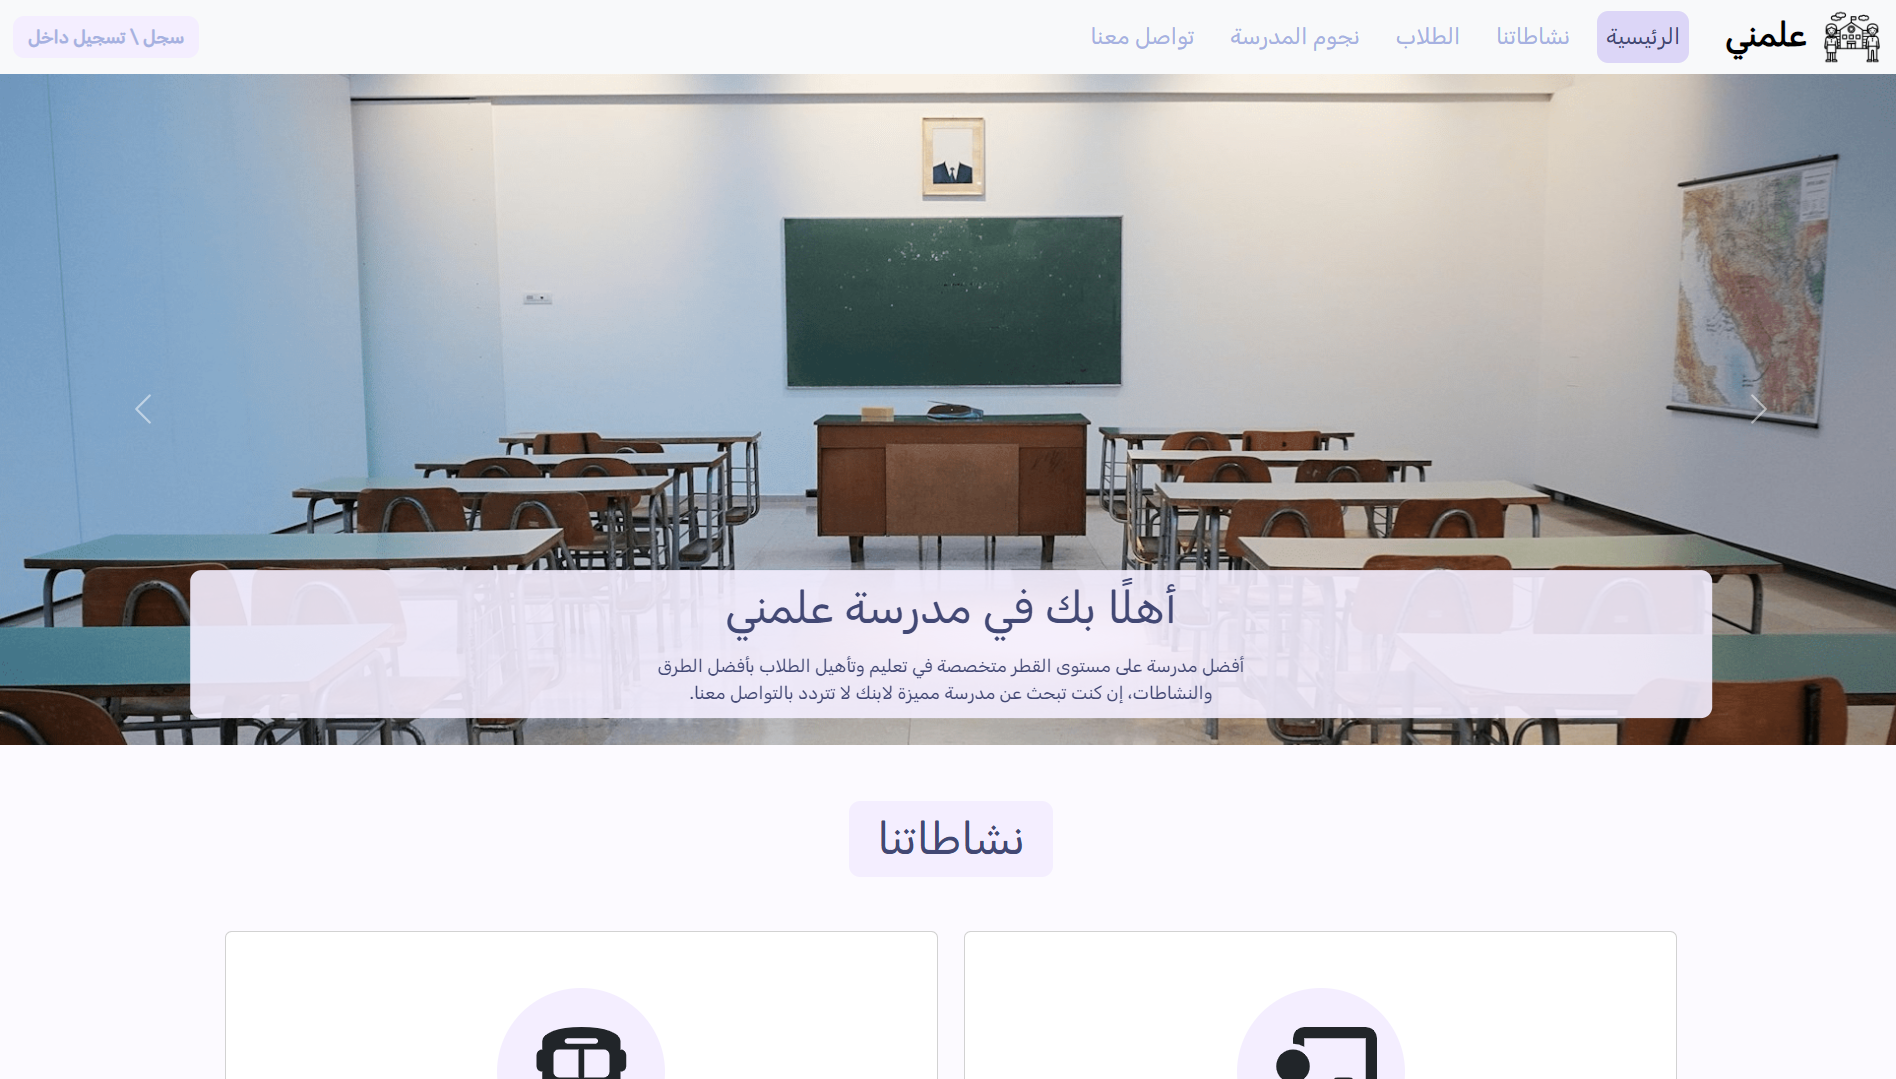 علمني
الرئيسية
نشاطاتنا
الطلاب
نجوم المدرسة
تواصل معنا
سجل \ تسجيل داخل
أهلًا بك في مدرسة علمني
أفضل مدرسة على مستوى القطر متخصصة في تعليم وتأهيل الطلاب بأفضل الطرق
والنشاطات، إن كنت تبحث عن مدرسة مميزة لابنك لا تتردد بالتواصل معنا.
نشاطاتنا